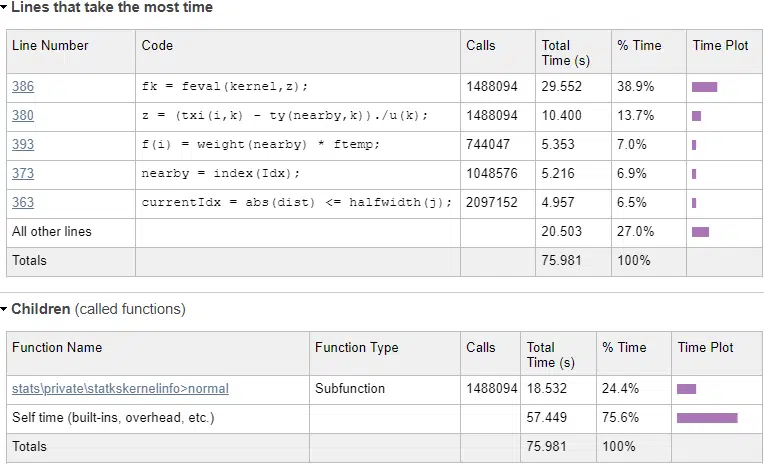 Lines that take the most time
Line Number Code Calls Total Time (s) % Time Time Plot
386 fk = feval(kernel,z); 1488094 29.552 38.9%
380 z = (txi(i,k) - ty(nearby,k))./u(k); 1488094 10.400 13.7%
393 f(i) = weight(nearby) * ftemp; 744047 5.353 7.0%
373 nearby = index(Idx); 1048576 5.216 6.9%
363 currentIdx = abs(dist) <= halfwidth(j); 2097152 4.957 6.5%
All other lines 20.503 27.0%
Totals 75.981 100%
Children (called functions)
Function Name Function Type Calls Total Time (s) % Time Time Plot
stats\private\statkskernelinfo>normal Subfunction 1488094 18.532 24.4%
Self time (built-ins, overhead, etc.) 57.449 75.6%
Totals 75.981 100%